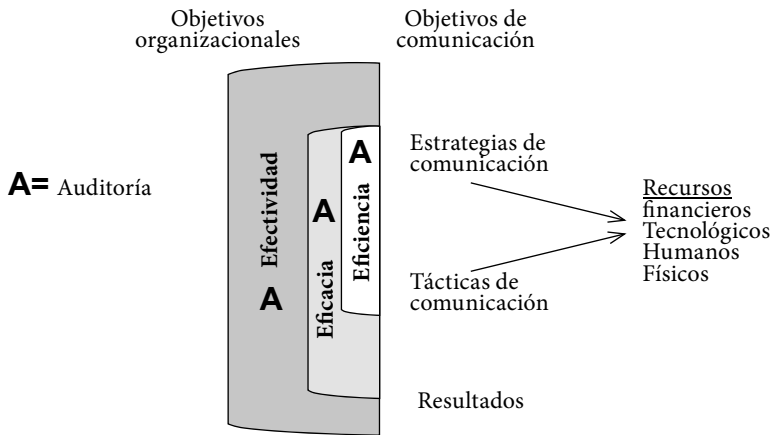 Objetivos
organizacionales
Objetivos de
comunicación
A= Auditoría
Efectividad
A
Eficacia
A
Eficiencia
A
Estrategias de
comunicación
Tácticas de
comunicación
Recursos
financieros
Tecnológicos
Humanos
Físicos
Resultados